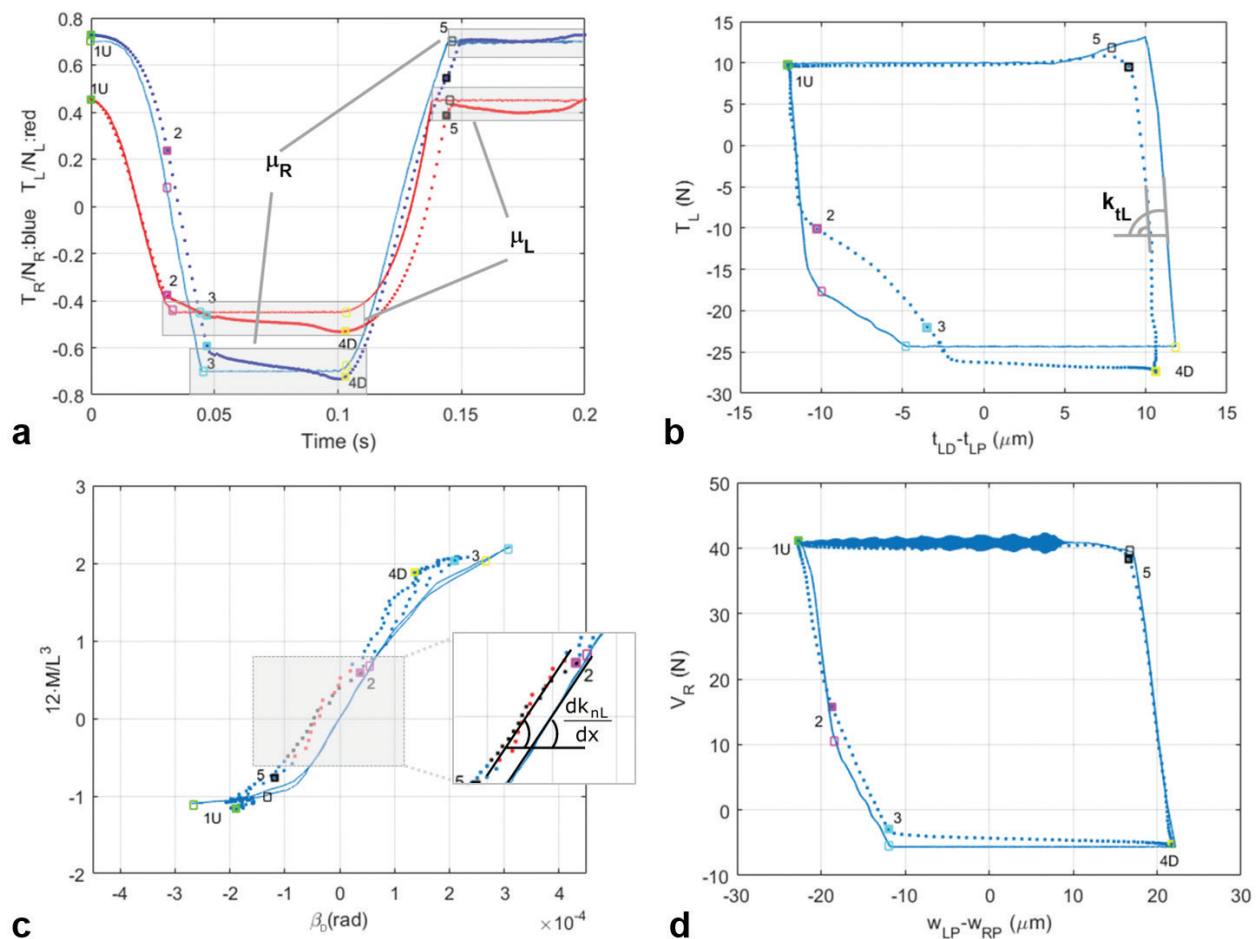 0.8
0.6
0.4
0.2
0
-0.2
-0.4
-0.6
-0.8
T_R/N_R:blue T_L/N_L:red
1U
1U
2
2
3
3
4D
4D
5
5
μ_R
μ_L
0 0.05 0.1 0.15 0.2
Time (s)
a
15
10
5
0
-5
-10
-15
-20
-25
-30
T_L (N)
1U
2
3
4D
5
k_tL
-15 -10 -5 0 5 10 15
t_LD-t_LP (μm)
b
3
2
1
0
-1
-2
12·M/L^3
1U
2
3
4D
5
5
2
dk_nL
dx
-4 -3 -2 -1 0 1 2 3 4
β_D(rad)
× 10^-4
c
50
40
30
20
10
0
-10
V_R (N)
1U
2
3
4D
5
-30 -20 -10 0 10 20 30
w_LP-w_RP (μm)
d